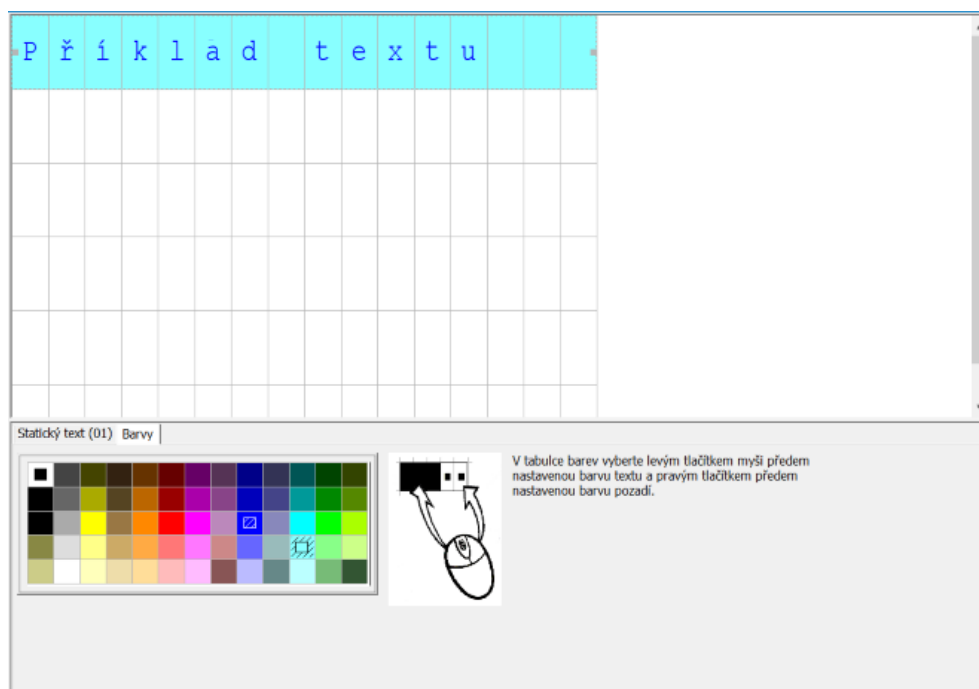 Příklad textu
Statický text (01) Barvy
V tabulce barev vyberte levým tlačítkem myši předem
nastavenou barvu textu a pravým tlačítkem předem
nastavenou barvu pozadí.